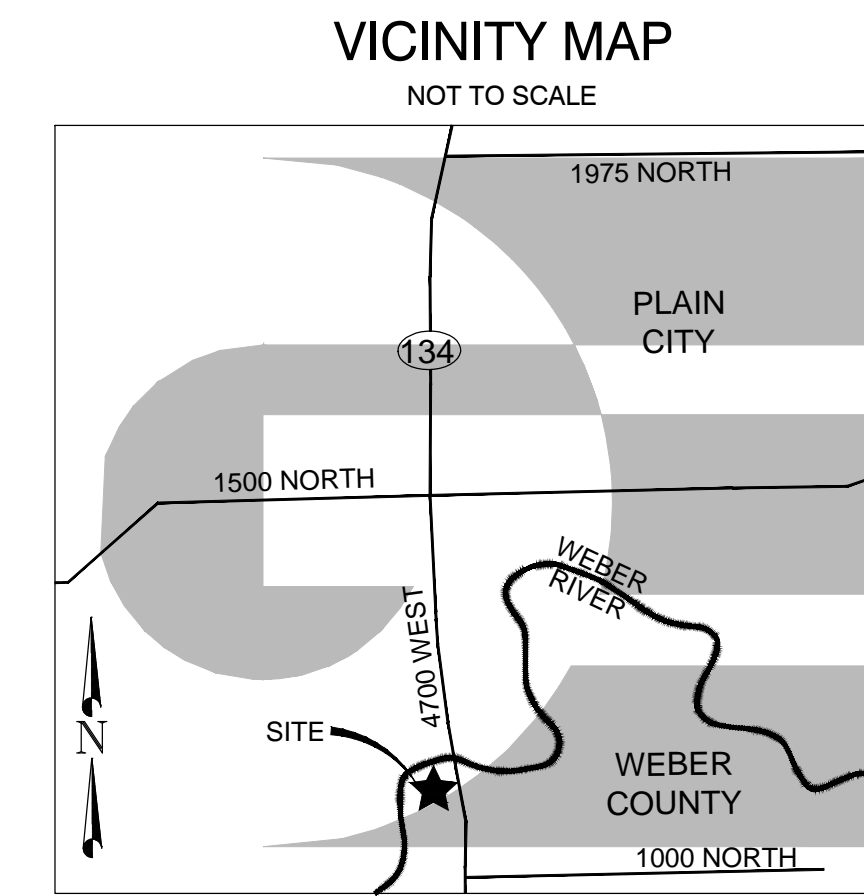 VICINITY MAP
NOT TO SCALE
1975 NORTH
PLAIN
CITY
134
1500 NORTH
WEBER
RIVER
4700 WEST
N
SITE
WEBER
COUNTY
1000 NORTH